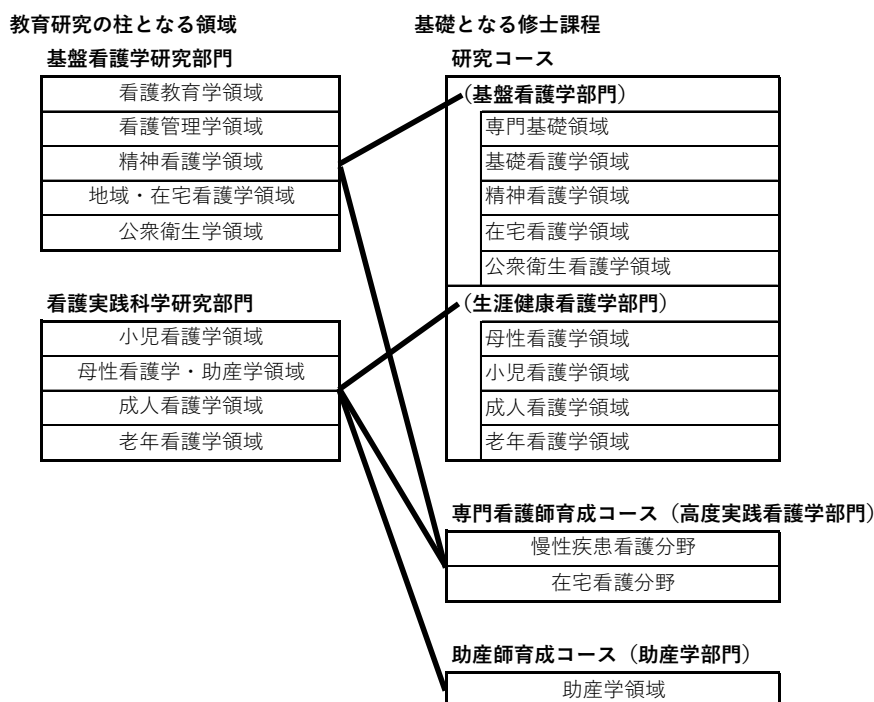 教育研究の柱となる領域
基盤看護学研究部門
看護教育学領域
看護管理学領域
精神看護学領域
地域・在宅看護学領域
公衆衛生学領域
看護実践科学研究部門
小児看護学領域
母性看護学・助産学領域
成人看護学領域
老年看護学領域
基礎となる修士課程
研究コース
(基盤看護学部門)
専門基礎領域
基礎看護学領域
精神看護学領域
在宅看護学領域
公衆衛生看護学領域
(生涯健康看護学部門)
母性看護学領域
小児看護学領域
成人看護学領域
老年看護学領域
専門看護師育成コース（高度実践看護学部門）
慢性疾患看護分野
在宅看護分野
助産師育成コース（助産学部門）
助産学領域